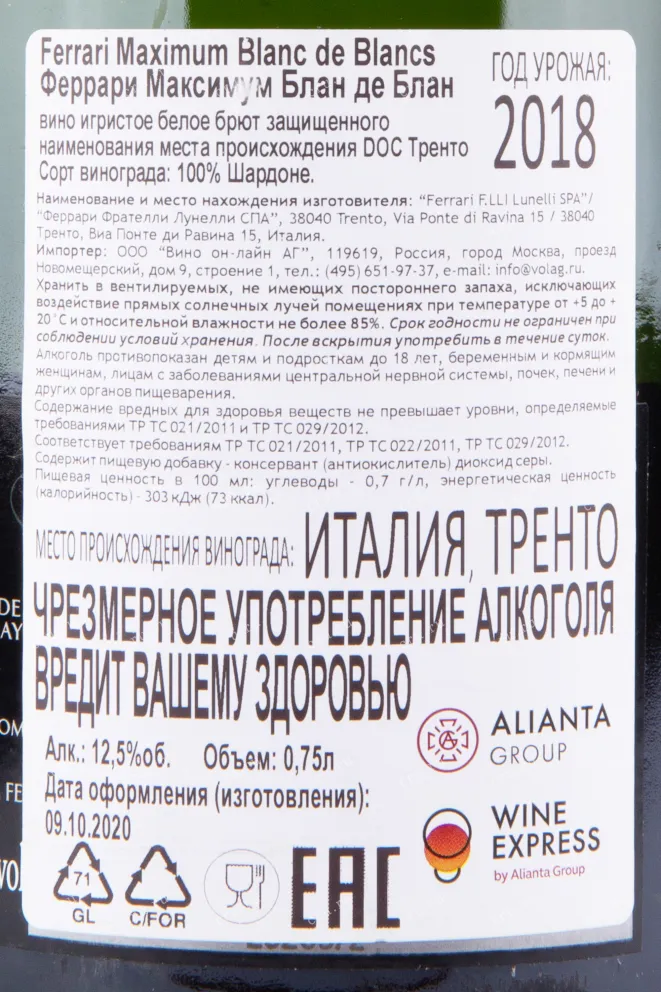 Ferrari Maximum Blanc de Blancs
Феррари Максимум Блан де Блан
ГОД УРОЖАЯ:
2018
вино игристое белое брют защищенного
наименования места происхождения DOC Тренто
Сорт винограда: 100% Шардоне.
Наименование и место нахождения изготовителя: "Ferrari F.LLI Lunelli SPA"/
"Феррари Фрателли Лунелли СПА", 38040 Trento, Via Ponte di Ravina 15 / 38040
Тренто, Виа Понте ди Равина 15, Италия.
Импортер: ООО "Вино он-лайн АГ", 119619, Россия, город Москва, проезд
Новомещерский, дом 9, строение 1, тел.: (495) 651-97-37, e-mail: info@volag.ru.
Хранить в вентилируемых, не имеющих постороннего запаха, исключающих
воздействие прямых солнечных лучей помещениях при температуре от +5 до +
20˚С и относительной влажности не более 85%. Срок годности не ограничен при
соблюдении условий хранения. После вскрытия употребить в течение суток.
Алкоголь противопоказан детям и подросткам до 18 лет, беременным и кормящим
женщинам, лицам с заболеваниями центральной нервной системы, почек, печени и
других органов пищеварения.
Содержание вредных для здоровья веществ не превышает уровни, определяемые
требованиями ТР ТС 021/2011 и ТР ТС 029/2012.
Соответствует требованиям ТР ТС 021/2011, ТР ТС 022/2011, ТР ТС 029/2012.
Содержит пищевую добавку - консервант (антиокислитель) диоксид серы.
Пищевая ценность в 100 мл: углеводы - 0,7 г/л, энергетическая ценность
(калорийность) - 303 кДж (73 ккал).
МЕСТО ПРОИСХОЖДЕНИЯ ВИНОГРАДА: ИТАЛИЯ, ТРЕНТО
ЧРЕЗМЕРНОЕ УПОТРЕБЛЕНИЕ АЛКОГОЛЯ
ВРЕДИТ ВАШЕМУ ЗДОРОВЬЮ
Алк.: 12,5%об. Объем: 0,75л
Дата оформления (изготовления):
09.10.2020
ALIANTA
GROUP
WINE
EXPRESS
by Alianta Group
71
GL
C/FOR
EAC